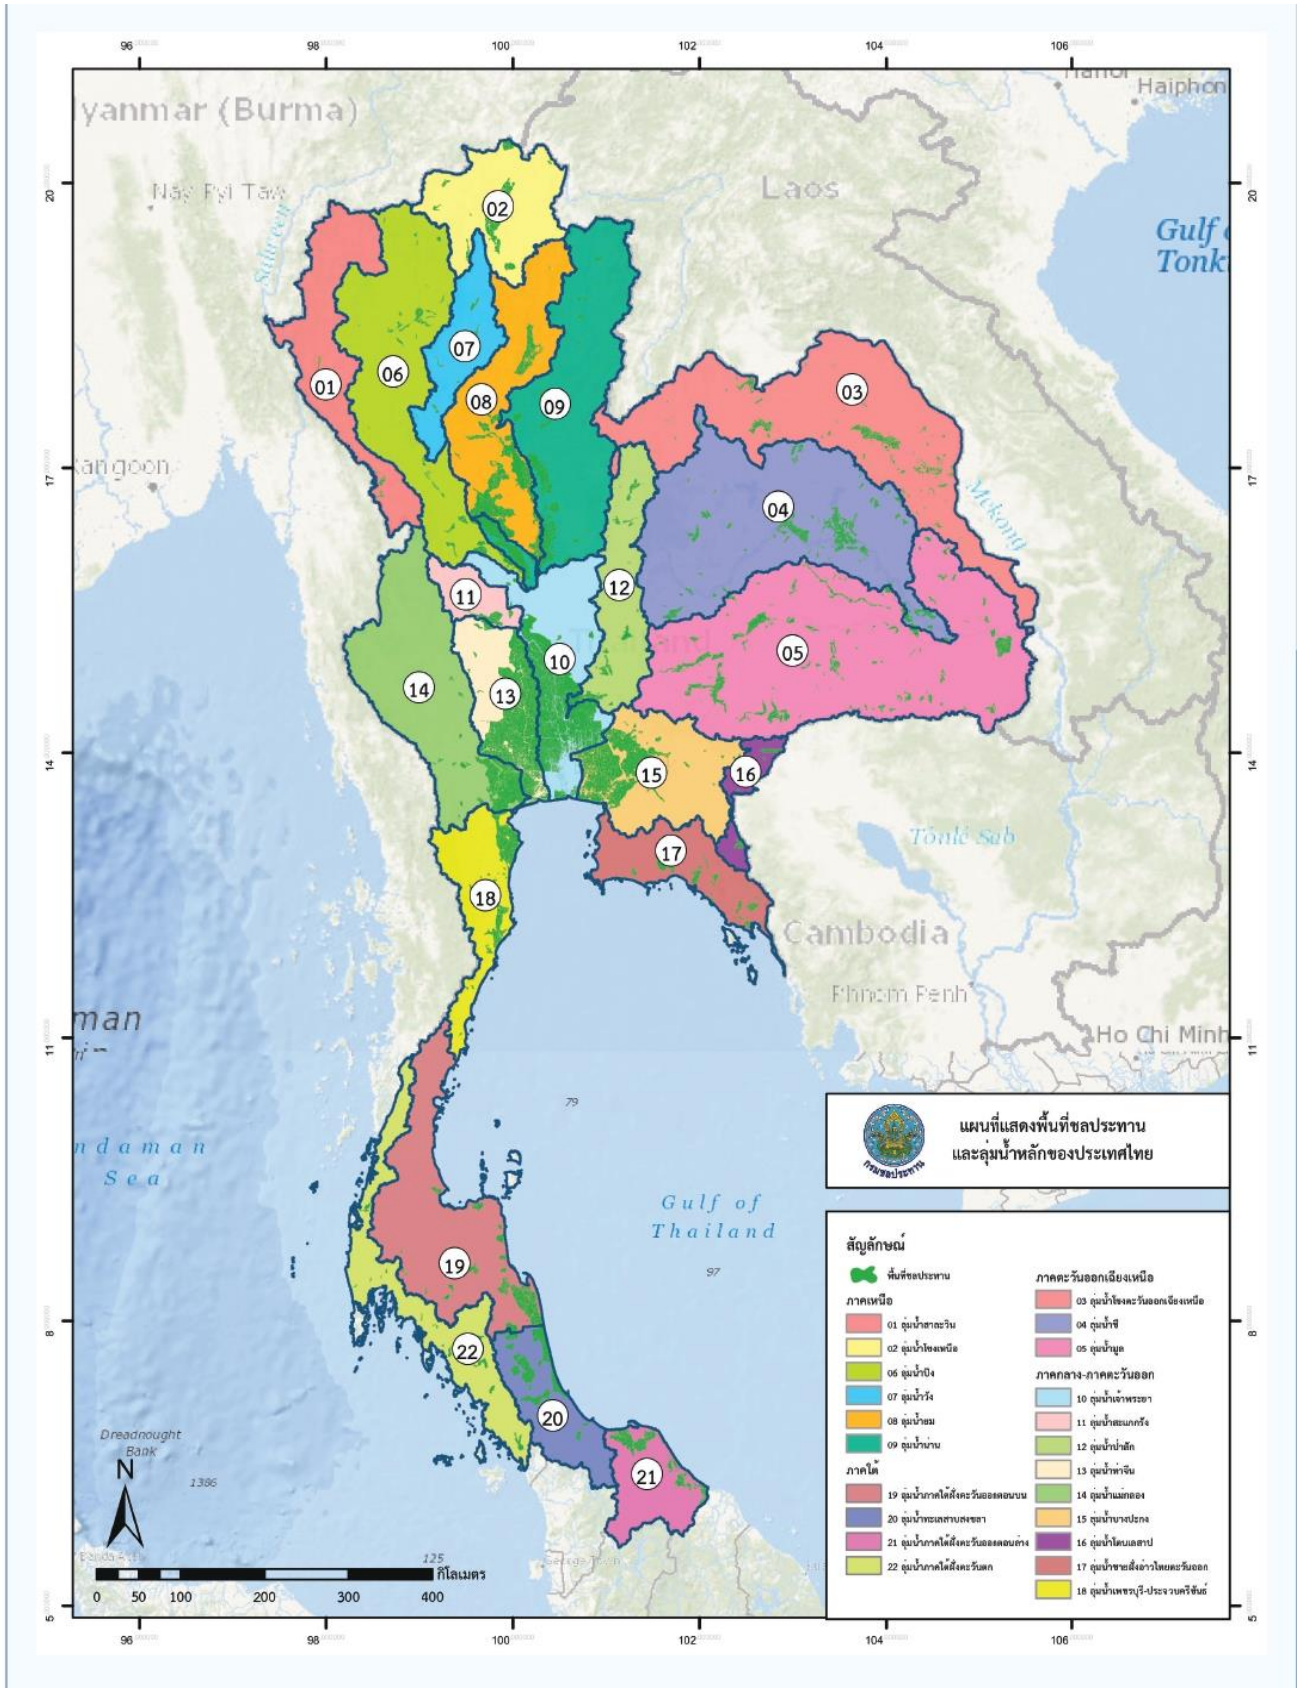 96
98
100
102
104
106
Hanoi
Haiphon
yanmar (Burma)
20
Nay Pyi Taw
Laos
20
02
Salween
Gulf
Tonk
07
06
01
08
09
03
17
angoon
17
Mekong
04
12
11
10
05
14
13
14
15
16
14
Tônlé Sab
17
18
Cambodia
Phnom Penh
man
11
Ho Chi Minh
11
79
แผนที่แสดงพื้นที่ชลประทาน
และลุ่มน้ำหลักของประเทศไทย
กรมชลประทาน
ndaman
Sea
Gulf of
Thailand
19
97
8
22
8
20
21
สัญลักษณ์
พื้นที่ชลประทาน
ภาคเหนือ
01 ลุ่มน้ำสาละวิน
02 ลุ่มน้ำโขงเหนือ
06 ลุ่มน้ำปิง
07 ลุ่มน้ำวัง
08 ลุ่มน้ำยม
09 ลุ่มน้ำน่าน
ภาคใต้
19 ลุ่มน้ำภาคใต้ฝั่งตะวันออกตอนบน
20 ลุ่มน้ำทะเลสาบสงขลา
21 ลุ่มน้ำภาคใต้ฝั่งตะวันออกตอนล่าง
22 ลุ่มน้ำภาคใต้ฝั่งตะวันตก
ภาคตะวันออกเฉียงเหนือ
03 ลุ่มน้ำโขงตะวันออกเฉียงเหนือ
04 ลุ่มน้ำชี
05 ลุ่มน้ำมูล
ภาคกลาง-ภาคตะวันออก
10 ลุ่มน้ำเจ้าพระยา
11 ลุ่มน้ำสะแกกรัง
12 ลุ่มน้ำป่าสัก
13 ลุ่มน้ำท่าจีน
14 ลุ่มน้ำแม่กลอง
15 ลุ่มน้ำบางปะกง
16 ลุ่มน้ำโตนเลสาป
17 ลุ่มน้ำชายฝั่งอ่าวไทยตะวันออก
18 ลุ่มน้ำเพชรบุรี-ประจวบคีรีขันธ์
Dreadnought
Bank
N
1386
125
กิโลเมตร
0 50 100 200 300 400
5
5
96
98
100
102
104
106